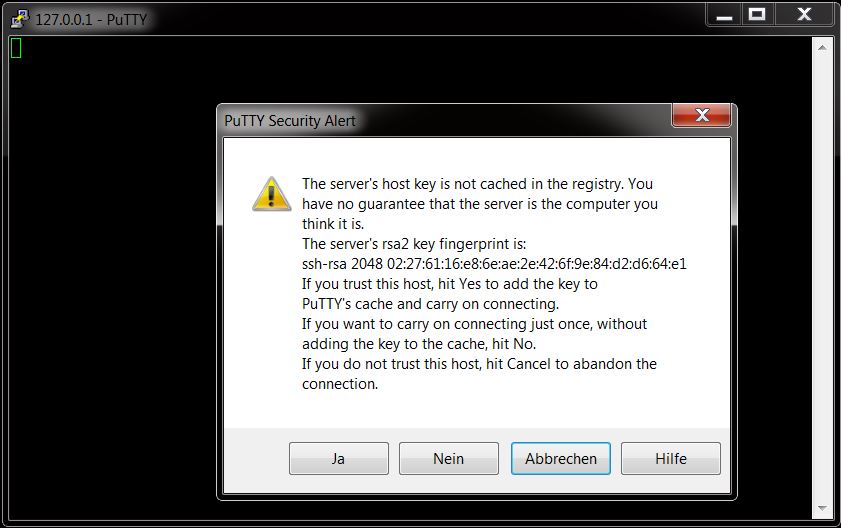 127.0.0.1 - PuTTY
PuTTY Security Alert
The server's host key is not cached in the registry. You
have no guarantee that the server is the computer you
think it is.
The server's rsa2 key fingerprint is:
ssh-rsa 2048 02:27:61:16:e8:6e:ae:2e:42:6f:9e:84:d2:d6:64:e1
If you trust this host, hit Yes to add the key to
PuTTY's cache and carry on connecting.
If you want to carry on connecting just once, without
adding the key to the cache, hit No.
If you do not trust this host, hit Cancel to abandon the
connection.
Ja Nein Abbrechen Hilfe